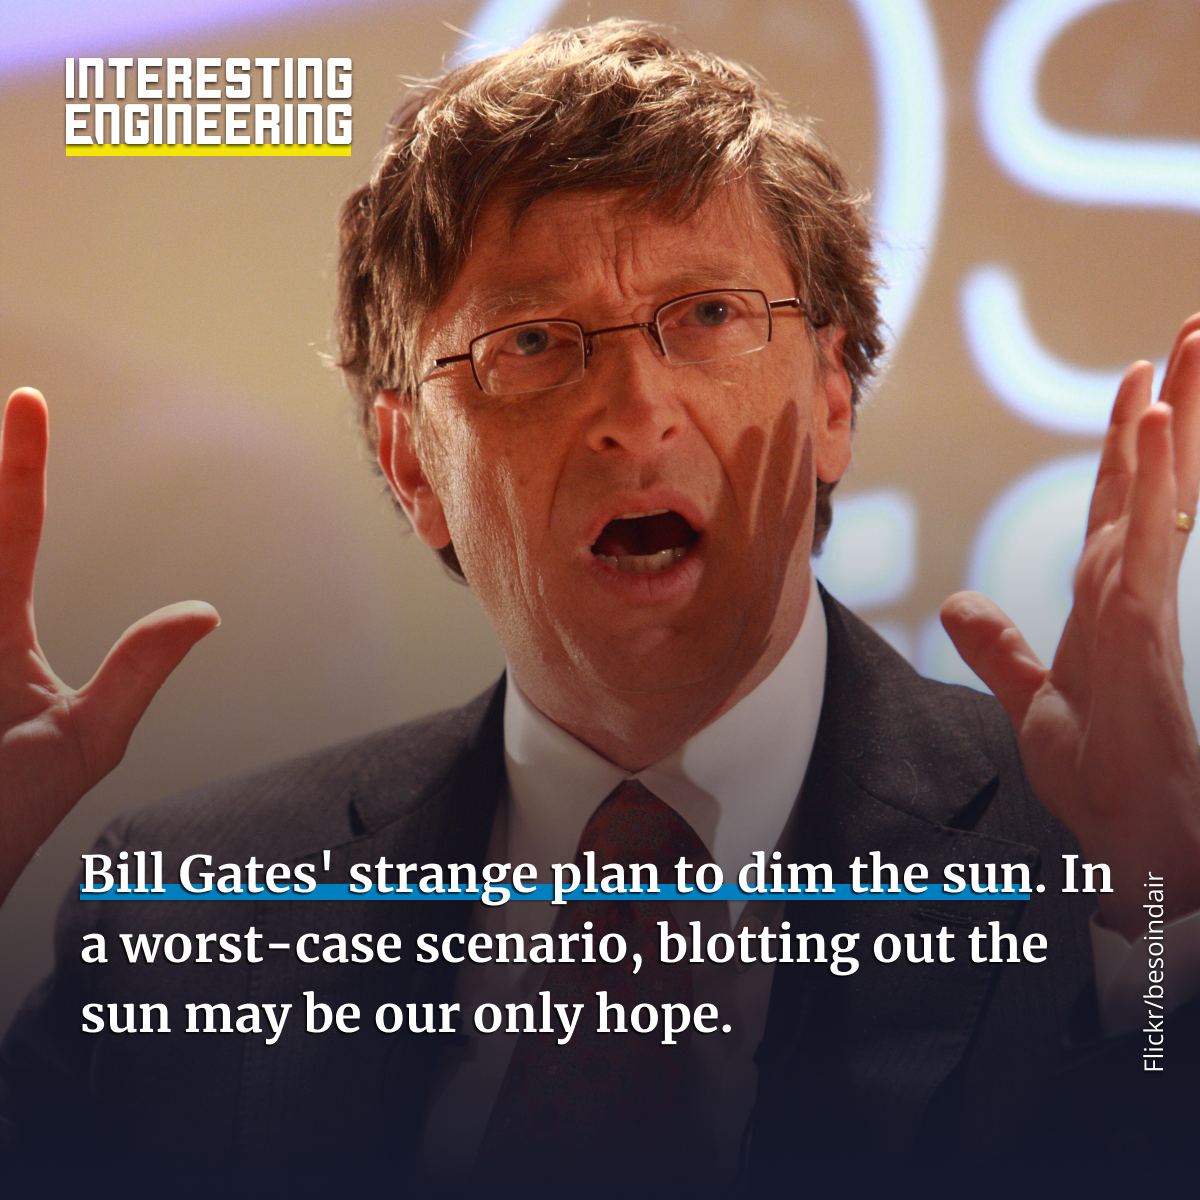 INTERESTING
ENGINEERING
Bill Gates' strange plan to dim the sun. In
a worst-case scenario, blotting out the
sun may be our only hope.
Flickr/besoindair